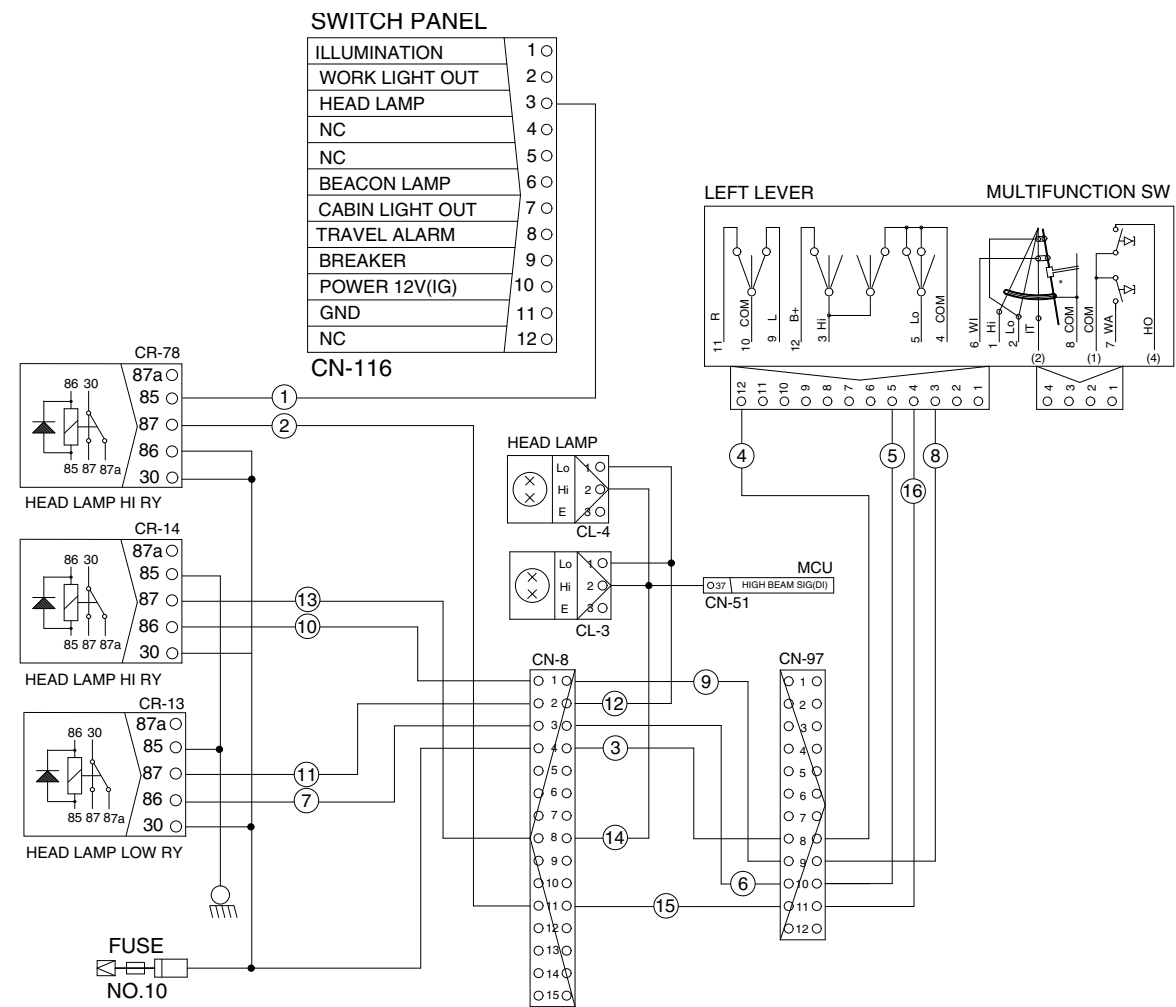 SWITCH PANEL
ILLUMINATION 1
WORK LIGHT OUT 2
HEAD LAMP 3
NC 4
NC 5
BEACON LAMP 6
CABIN LIGHT OUT 7
TRAVEL ALARM 8
BREAKER 9
POWER 12V(IG) 10
GND 11
NC 12
CN-116
LEFT LEVER MULTIFUNCTION SW
11 R
10 COM
9 L
12 B+
3 Hi
5 Lo
4 COM
6 WI
1 Hi
2 Lo
IT
(2)
8 COM
*
COM
(1)
7 WA
HO
(4)
12 11 10 9 8 7 6 5 4 3 2 1
4 3 2 1
4 5 8
16
CR-78
86 30
85 87 87a
87a
85
87
86
30
HEAD LAMP HI RY
1
2
CR-14
86 30
85 87 87a
87a
85
87
86
30
HEAD LAMP HI RY
13
10
CR-13
86 30
85 87 87a
87a
85
87
86
30
HEAD LAMP LOW RY
11
7
HEAD LAMP
Lo 1
Hi 2
E 3
CL-4
Lo 1
Hi 2
E 3
CL-3
MCU
37 HIGH BEAM SIG(DI)
CN-51
CN-8
1
2
3
4
5
6
7
8
9
10
11
12
13
14
15
9
12
3
14
6
15
CN-97
1
2
3
4
5
6
7
8
9
10
11
12
FUSE
NO.10